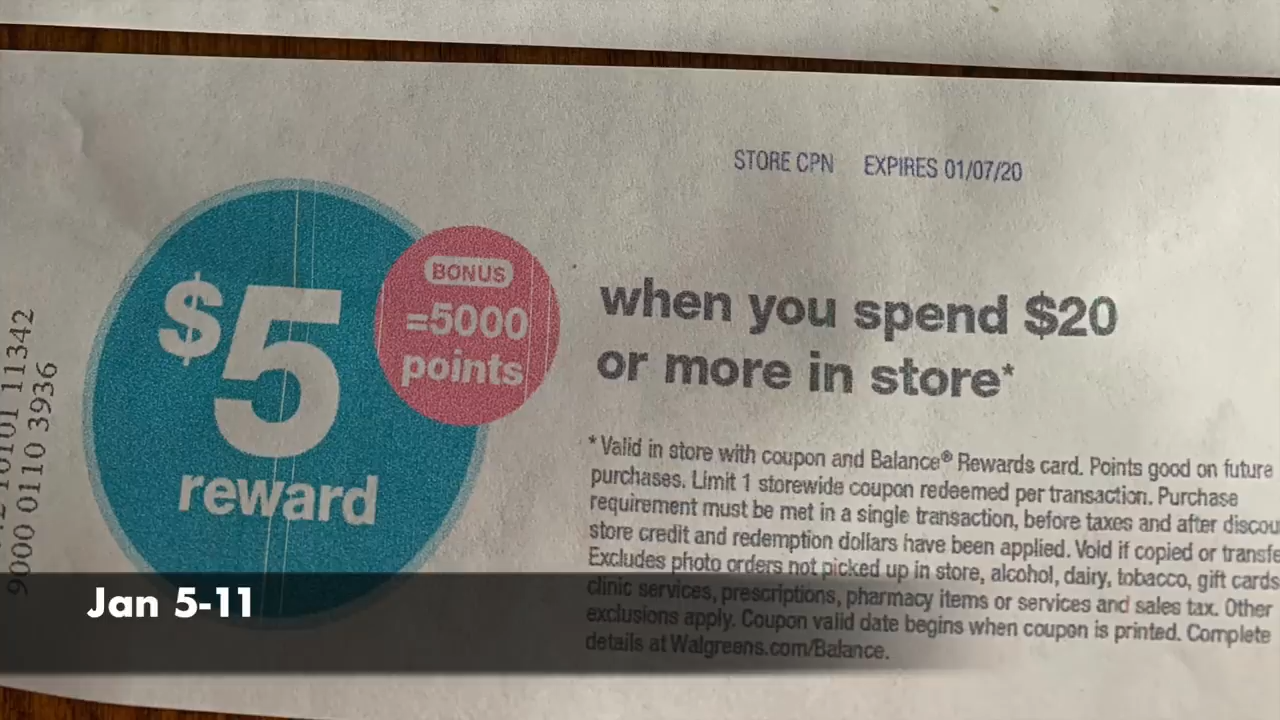 STORE CPN EXPIRES 01/07/20
$5
reward
BONUS
=5000
points
when you spend $20
or more in store*
* Valid in store with coupon and Balance® Rewards card. Points good on future
purchases. Limit 1 storewide coupon redeemed per transaction. Purchase
requirement must be met in a single transaction, before taxes and after discou
store credit and redemption dollars have been applied. Void if copied or transfe
Excludes photo orders not picked up in store, alcohol, dairy, tobacco, gift cards
clinic services, prescriptions, pharmacy items or services and sales tax. Other
exclusions apply. Coupon valid date begins when coupon is printed. Complete
details at Walgreens.com/Balance.
11342
9000 0110 3936
Jan 5-11